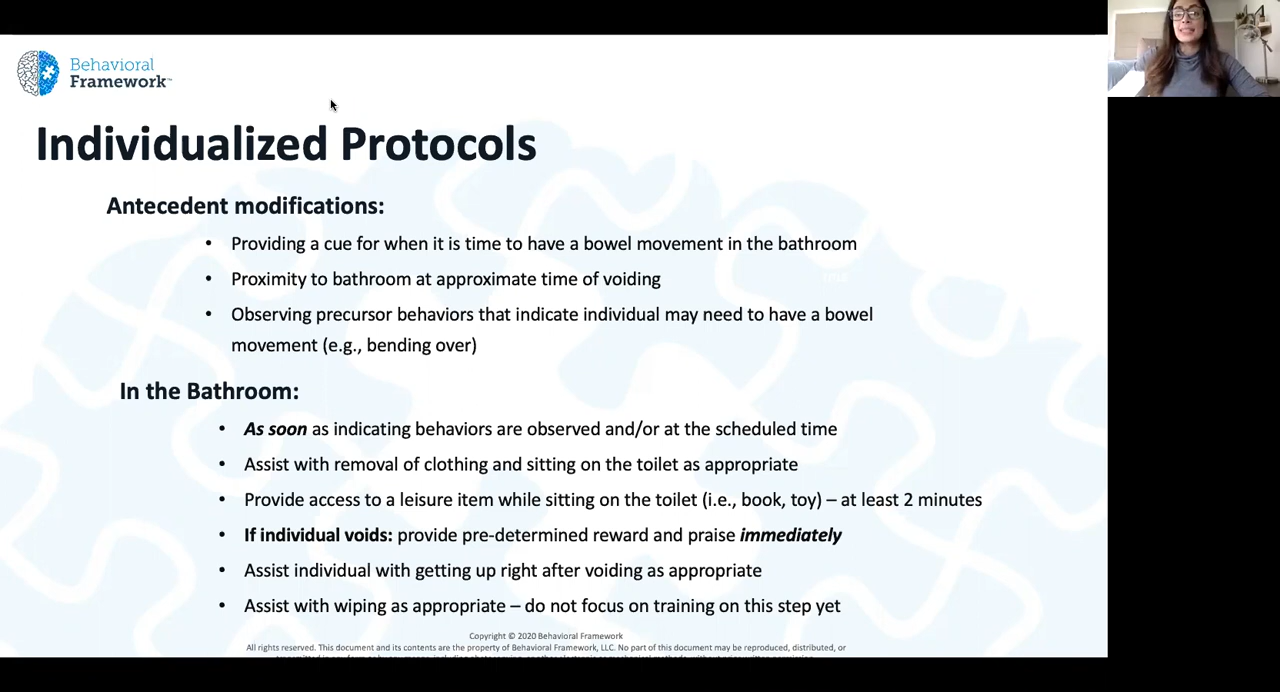 Behavioral
Framework™
Individualized Protocols
Antecedent modifications:
• Providing a cue for when it is time to have a bowel movement in the bathroom
• Proximity to bathroom at approximate time of voiding
• Observing precursor behaviors that indicate individual may need to have a bowel
movement (e.g., bending over)
In the Bathroom:
• As soon as indicating behaviors are observed and/or at the scheduled time
• Assist with removal of clothing and sitting on the toilet as appropriate
• Provide access to a leisure item while sitting on the toilet (i.e., book, toy) – at least 2 minutes
• If individual voids: provide pre-determined reward and praise immediately
• Assist individual with getting up right after voiding as appropriate
• Assist with wiping as appropriate – do not focus on training on this step yet
Copyright © 2020 Behavioral Framework
All rights reserved. This document and its contents are the property of Behavioral Framework, LLC. No part of this document may be reproduced, distributed, or